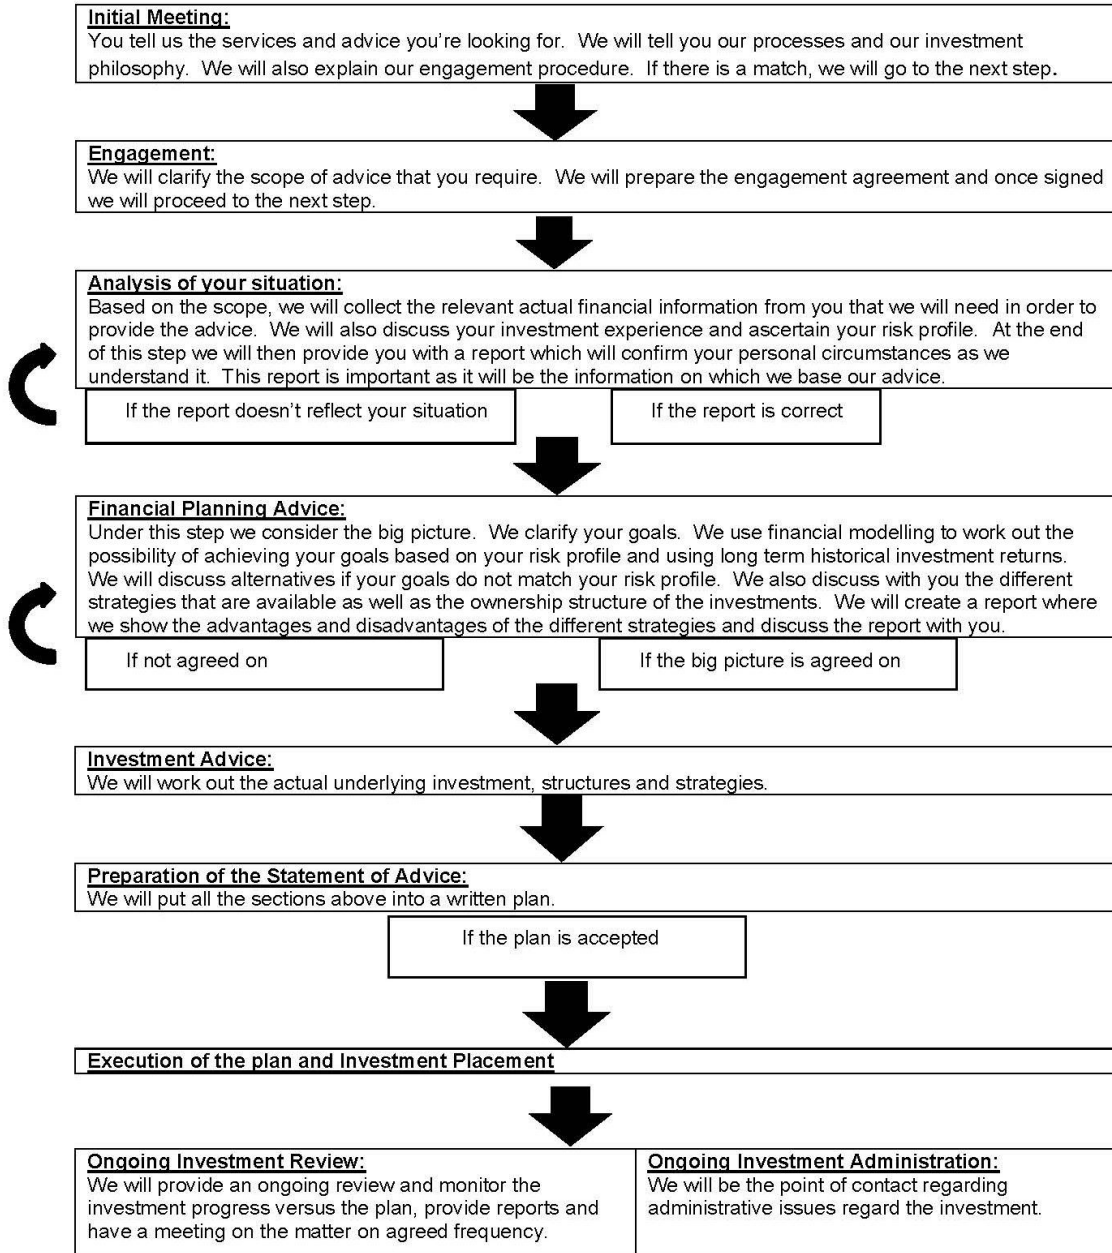 Initial Meeting:
You tell us the services and advice you're looking for.  We will tell you our processes and our investment
philosophy.  We will also explain our engagement procedure.  If there is a match, we will go to the next step.
Engagement:
We will clarify the scope of advice that you require.  We will prepare the engagement agreement and once signed
we will proceed to the next step.
Analysis of your situation:
Based on the scope, we will collect the relevant actual financial information from you that we will need in order to
provide the advice.  We will also discuss your investment experience and ascertain your risk profile.  At the end
of this step we will then provide you with a report which will confirm your personal circumstances as we
understand it.  This report is important as it will be the information on which we base our advice.
If the report doesn't reflect your situation
If the report is correct
Financial Planning Advice:
Under this step we consider the big picture.  We clarify your goals.  We use financial modelling to work out the
possibility of achieving your goals based on your risk profile and using long term historical investment returns.
We will discuss alternatives if your goals do not match your risk profile.  We also discuss with you the different
strategies that are available as well as the ownership structure of the investments.  We will create a report where
we show the advantages and disadvantages of the different strategies and discuss the report with you.
If not agreed on
If the big picture is agreed on
Investment Advice:
We will work out the actual underlying investment, structures and strategies.
Preparation of the Statement of Advice:
We will put all the sections above into a written plan.
If the plan is accepted
Execution of the plan and Investment Placement
Ongoing Investment Review:
We will provide an ongoing review and monitor the
investment progress versus the plan, provide reports and
have a meeting on the matter on agreed frequency.
Ongoing Investment Administration:
We will be the point of contact regarding
administrative issues regard the investment.